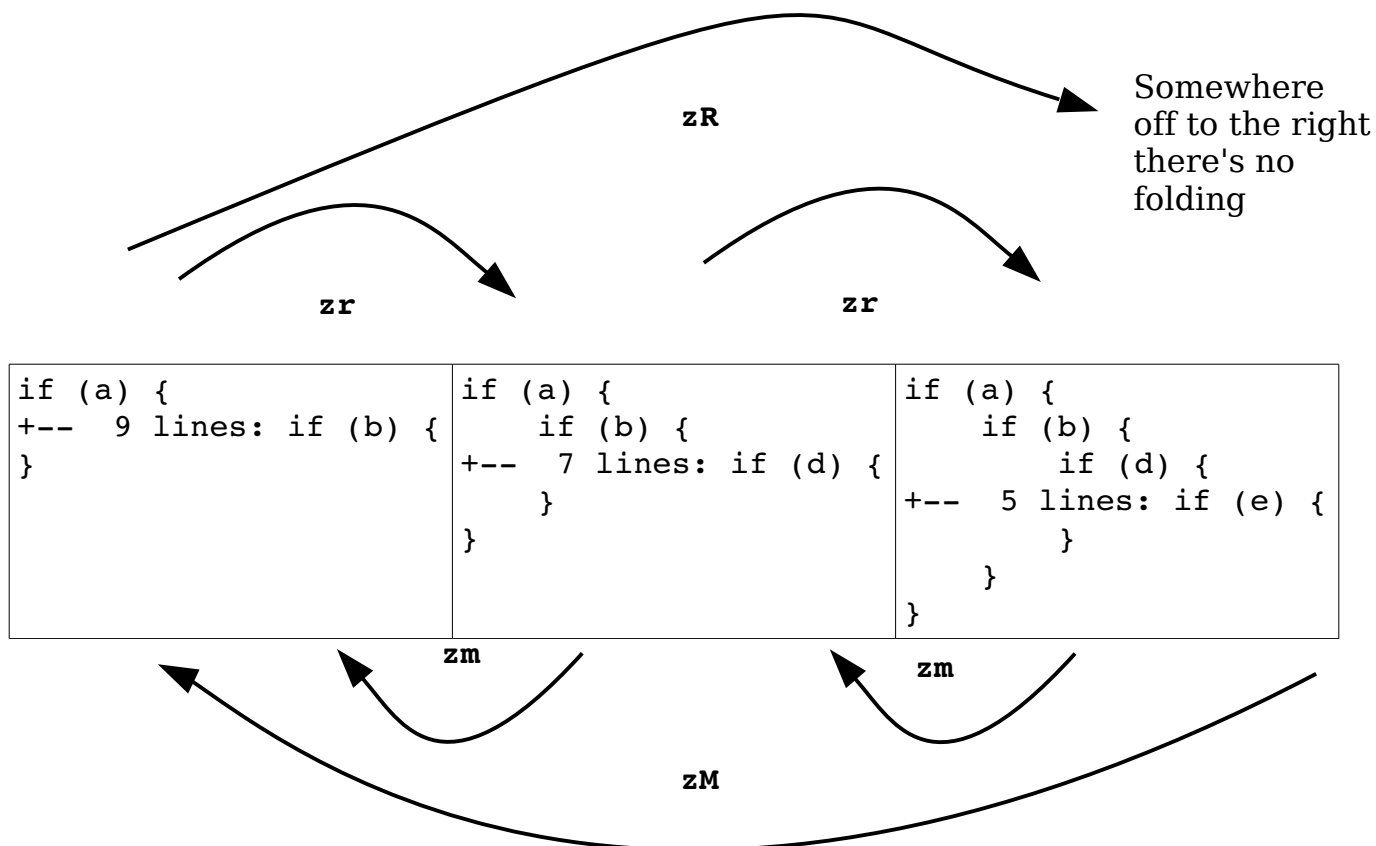 Somewhere
off to the right
there's no
folding
zR
zr
zr
if (a) {
+--  9 lines: if (b) {
}
if (a) {
    if (b) {
+--  7 lines: if (d) {
    }
}
if (a) {
    if (b) {
        if (d) {
+--  5 lines: if (e) {
        }
    }
}
zm
zm
zM